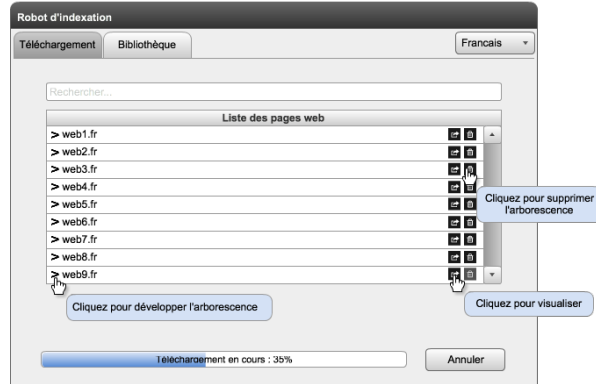 Robot d'indexation
Téléchargement
Bibliothèque
Francais
Rechercher...
Liste des pages web
> web1.fr
> web2.fr
> web3.fr
> web4.fr
> web5.fr
> web6.fr
> web7.fr
> web8.fr
> web9.fr
Cliquez pour supprimer
l'arborescence
Cliquez pour développer l'arborescence
Cliquez pour visualiser
Téléchargement en cours : 35%
Annuler